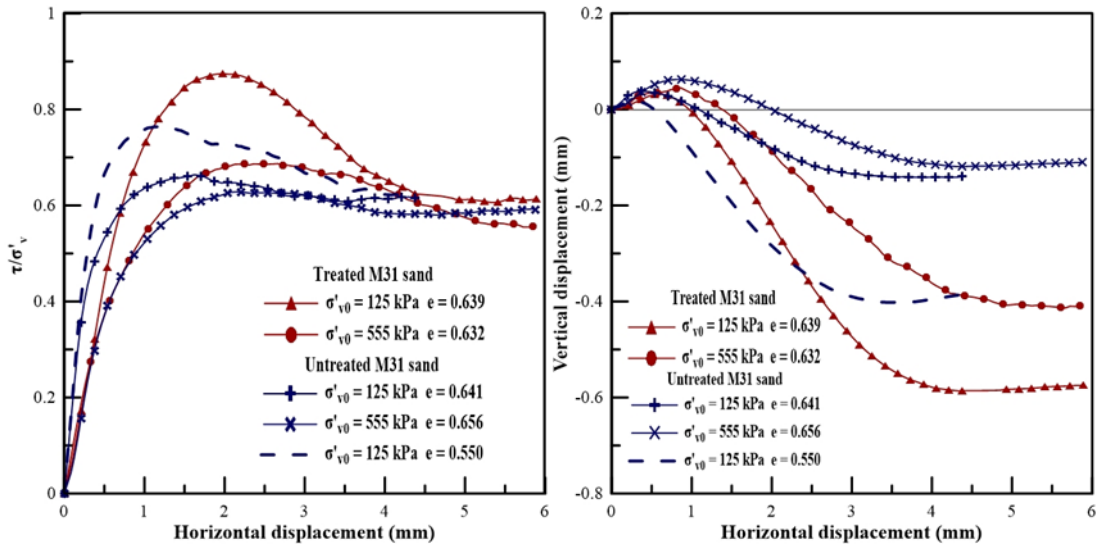 1
0.8
0.6
0.4
0.2
0
τ/σ'v
0 1 2 3 4 5 6
Horizontal displacement (mm)
Treated M31 sand
σ'v0 = 125 kPa e = 0.639
σ'v0 = 555 kPa e = 0.632
Untreated M31 sand
σ'v0 = 125 kPa e = 0.641
σ'v0 = 555 kPa e = 0.656
σ'v0 = 125 kPa e = 0.550
0.2
0
-0.2
-0.4
-0.6
-0.8
Vertical displacement (mm)
0 1 2 3 4 5 6
Horizontal displacement (mm)
Treated M31 sand
σ'v0 = 125 kPa e = 0.639
σ'v0 = 555 kPa e = 0.632
Untreated M31 sand
σ'v0 = 125 kPa e = 0.641
σ'v0 = 555 kPa e = 0.656
σ'v0 = 125 kPa e = 0.550